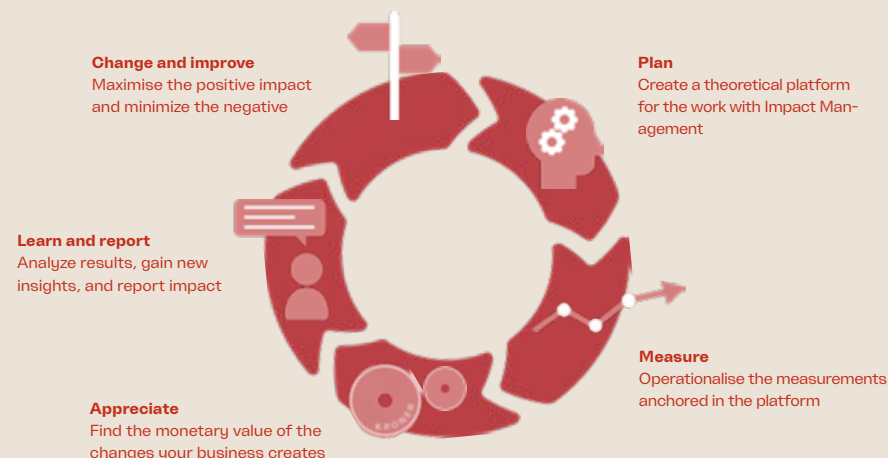 Change and improve
Maximise the positive impact
and minimize the negative
Plan
Create a theoretical platform
for the work with Impact Man-
agement
Learn and report
Analyze results, gain new
insights, and report impact
Measure
Operationalise the measurements
anchored in the platform
Appreciate
Find the monetary value of the
changes your business creates
KRONER